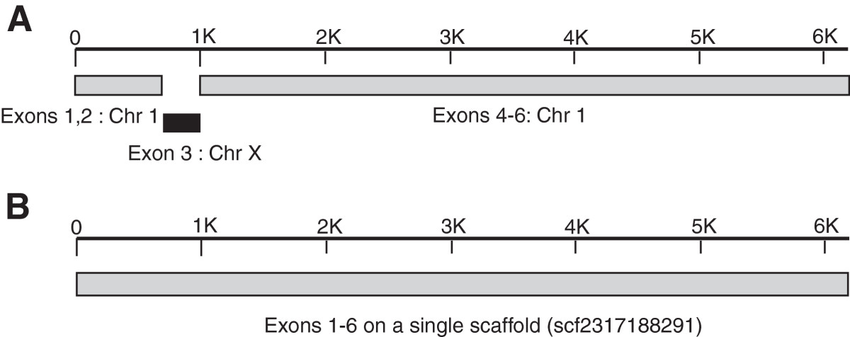 A
0 1K 2K 3K 4K 5K 6K
Exons 1,2 : Chr 1
Exons 4-6: Chr 1
Exon 3 : Chr X
B
0 1K 2K 3K 4K 5K 6K
Exons 1-6 on a single scaffold (scf2317188291)